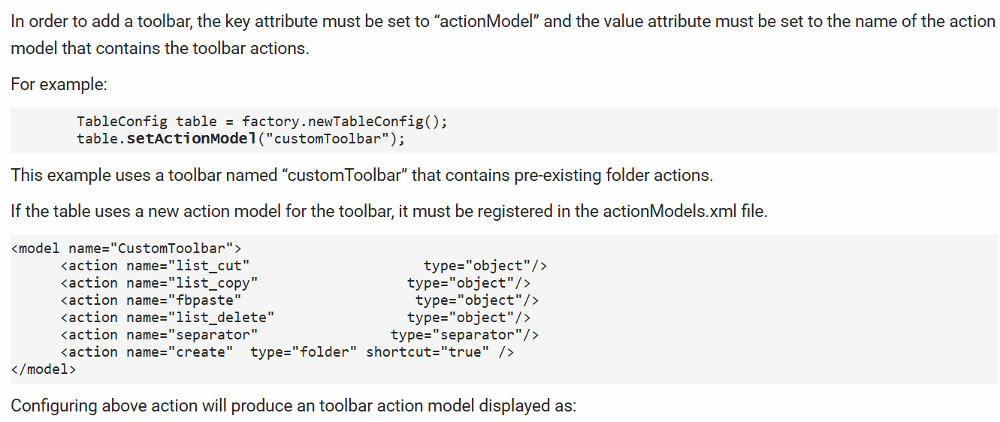 In order to add a toolbar, the key attribute must be set to “actionModel” and the value attribute must be set to the name of the action
model that contains the toolbar actions.
For example:
TableConfig table = factory.newTableConfig();
table.setActionModel("customToolbar");
This example uses a toolbar named “customToolbar” that contains pre-existing folder actions.
If the table uses a new action model for the toolbar, it must be registered in the actionModels.xml file.
<model name="CustomToolbar">
      <action name="list_cut"                     type="object"/>
      <action name="list_copy"                  type="object"/>
      <action name="fbpaste"                     type="object"/>
      <action name="list_delete"                type="object"/>
      <action name="separator"                type="separator"/>
      <action name="create"  type="folder" shortcut="true" />
</model>
Configuring above action will produce an toolbar action model displayed as: